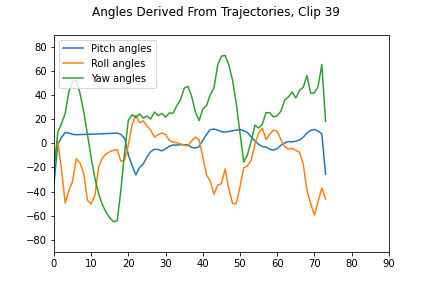 Angles Derived From Trajectories, Clip 39
Pitch angles
Roll angles
Yaw angles
80
60
40
20
0
−20
−40
−60
−80
0 10 20 30 40 50 60 70 80 90